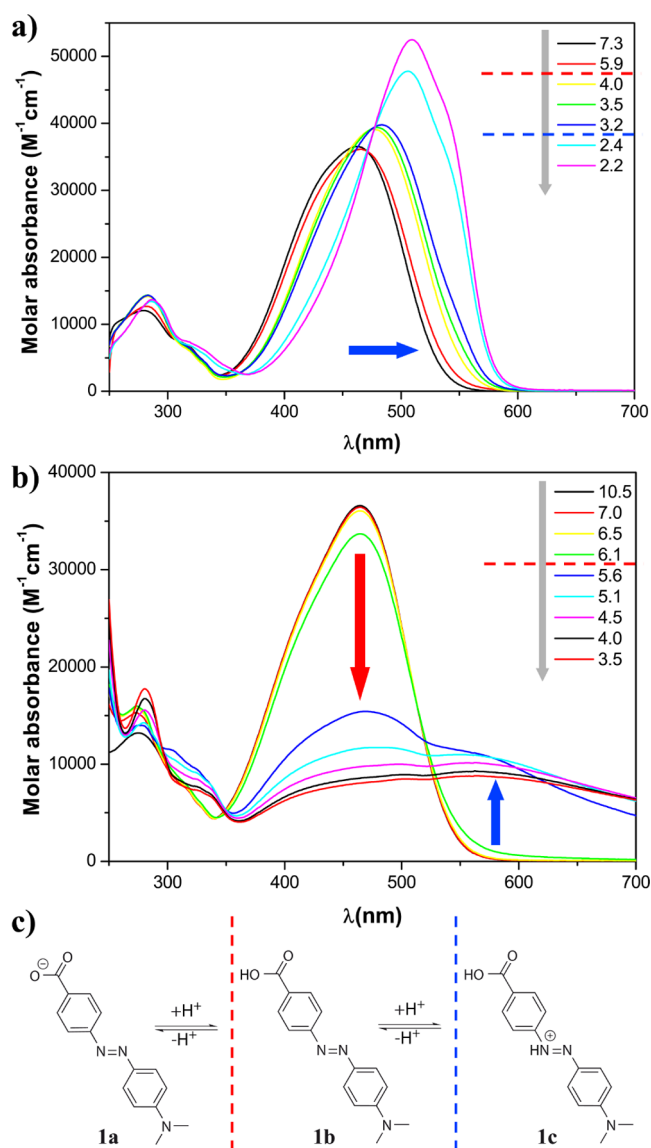 a)
Molar absorbance (M⁻¹cm⁻¹)
50000
40000
30000
20000
10000
0
7.3
5.9
4.0
3.5
3.2
2.4
2.2
300 400 500 600 700
λ(nm)
b)
Molar absorbance (M⁻¹cm⁻¹)
40000
30000
20000
10000
0
10.5
7.0
6.5
6.1
5.6
5.1
4.5
4.0
3.5
300 400 500 600 700
λ(nm)
c)
⊖
O O
N=N
N
1a
+H⁺
-H⁺
HO O
N=N
N
1b
+H⁺
-H⁺
HO O
⊕
HN=N
N
1c